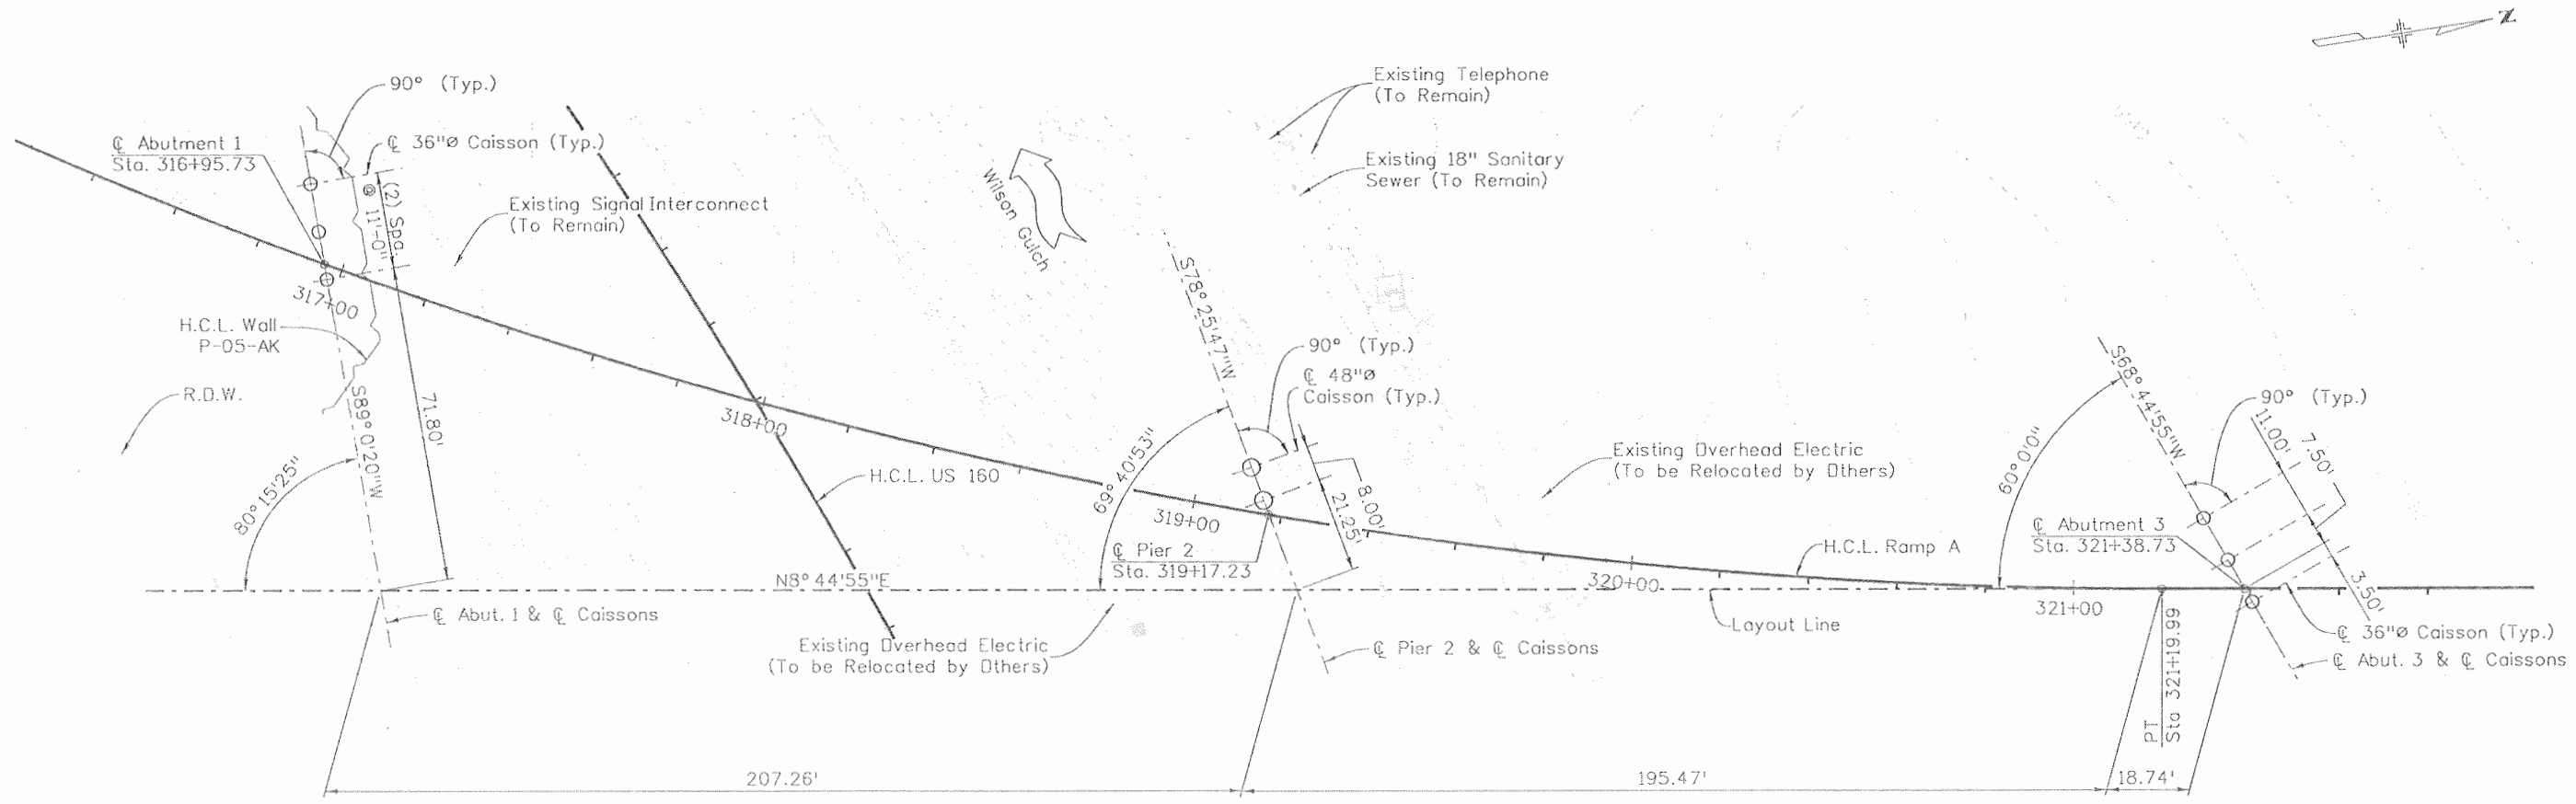 N
90° (Typ.)
℄ Abutment 1
Sta. 316+95.73
℄ 36"Ø Caisson (Typ.)
(2) Spa.
@ 11'-0"
Existing Signal Interconnect
(To Remain)
317+00
H.C.L. Wall
P-05-AK
R.O.W.
S89°0'20"W
71.80'
80°15'25"
318+00
H.C.L. US 160
N8°44'55"E
℄ Abut. 1 & ℄ Caissons
Existing Overhead Electric
(To be Relocated by Others)
Wilson Gulch
Existing Telephone
(To Remain)
Existing 18" Sanitary
Sewer (To Remain)
S78°25'47"W
90° (Typ.)
℄ 48"Ø
Caisson (Typ.)
69°40'53"
8.00'
21.25'
319+00
℄ Pier 2
Sta. 319+17.23
℄ Pier 2 & ℄ Caissons
Existing Overhead Electric
(To be Relocated by Others)
H.C.L. Ramp A
320+00
Layout Line
S68°44'55"W
90° (Typ.)
11.00'
7.50'
60°0'0"
℄ Abutment 3
Sta. 321+38.73
321+00
3.50'
PT
Sta 321+19.99
℄ 36"Ø Caisson (Typ.)
℄ Abut. 3 & ℄ Caissons
207.26'
195.47'
18.74'